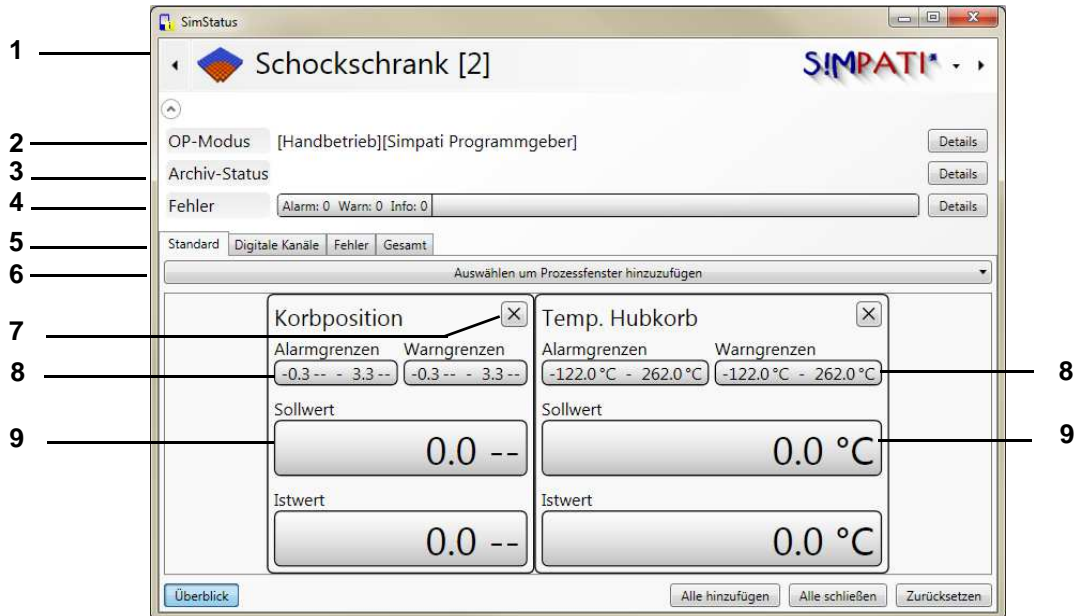 SimStatus
1
Schockschrank [2]
S!MPATI*
2
OP-Modus [Handbetrieb][Simpati Programmgeber] Details
3
Archiv-Status Details
4
Fehler Alarm: 0 Warn: 0 Info: 0 Details
5
Standard Digitale Kanäle Fehler Gesamt
6
Auswählen um Prozessfenster hinzuzufügen
7
Korbposition
Alarmgrenzen Warngrenzen
8
-0.3 -- - 3.3 -- -0.3 -- - 3.3 --
Sollwert
9
0.0 --
Istwert
0.0 --
Temp. Hubkorb
Alarmgrenzen Warngrenzen
-122.0 °C - 262.0 °C -122.0 °C - 262.0 °C
8
Sollwert
0.0 °C
9
Istwert
0.0 °C
Überblick Alle hinzufügen Alle schließen Zurücksetzen